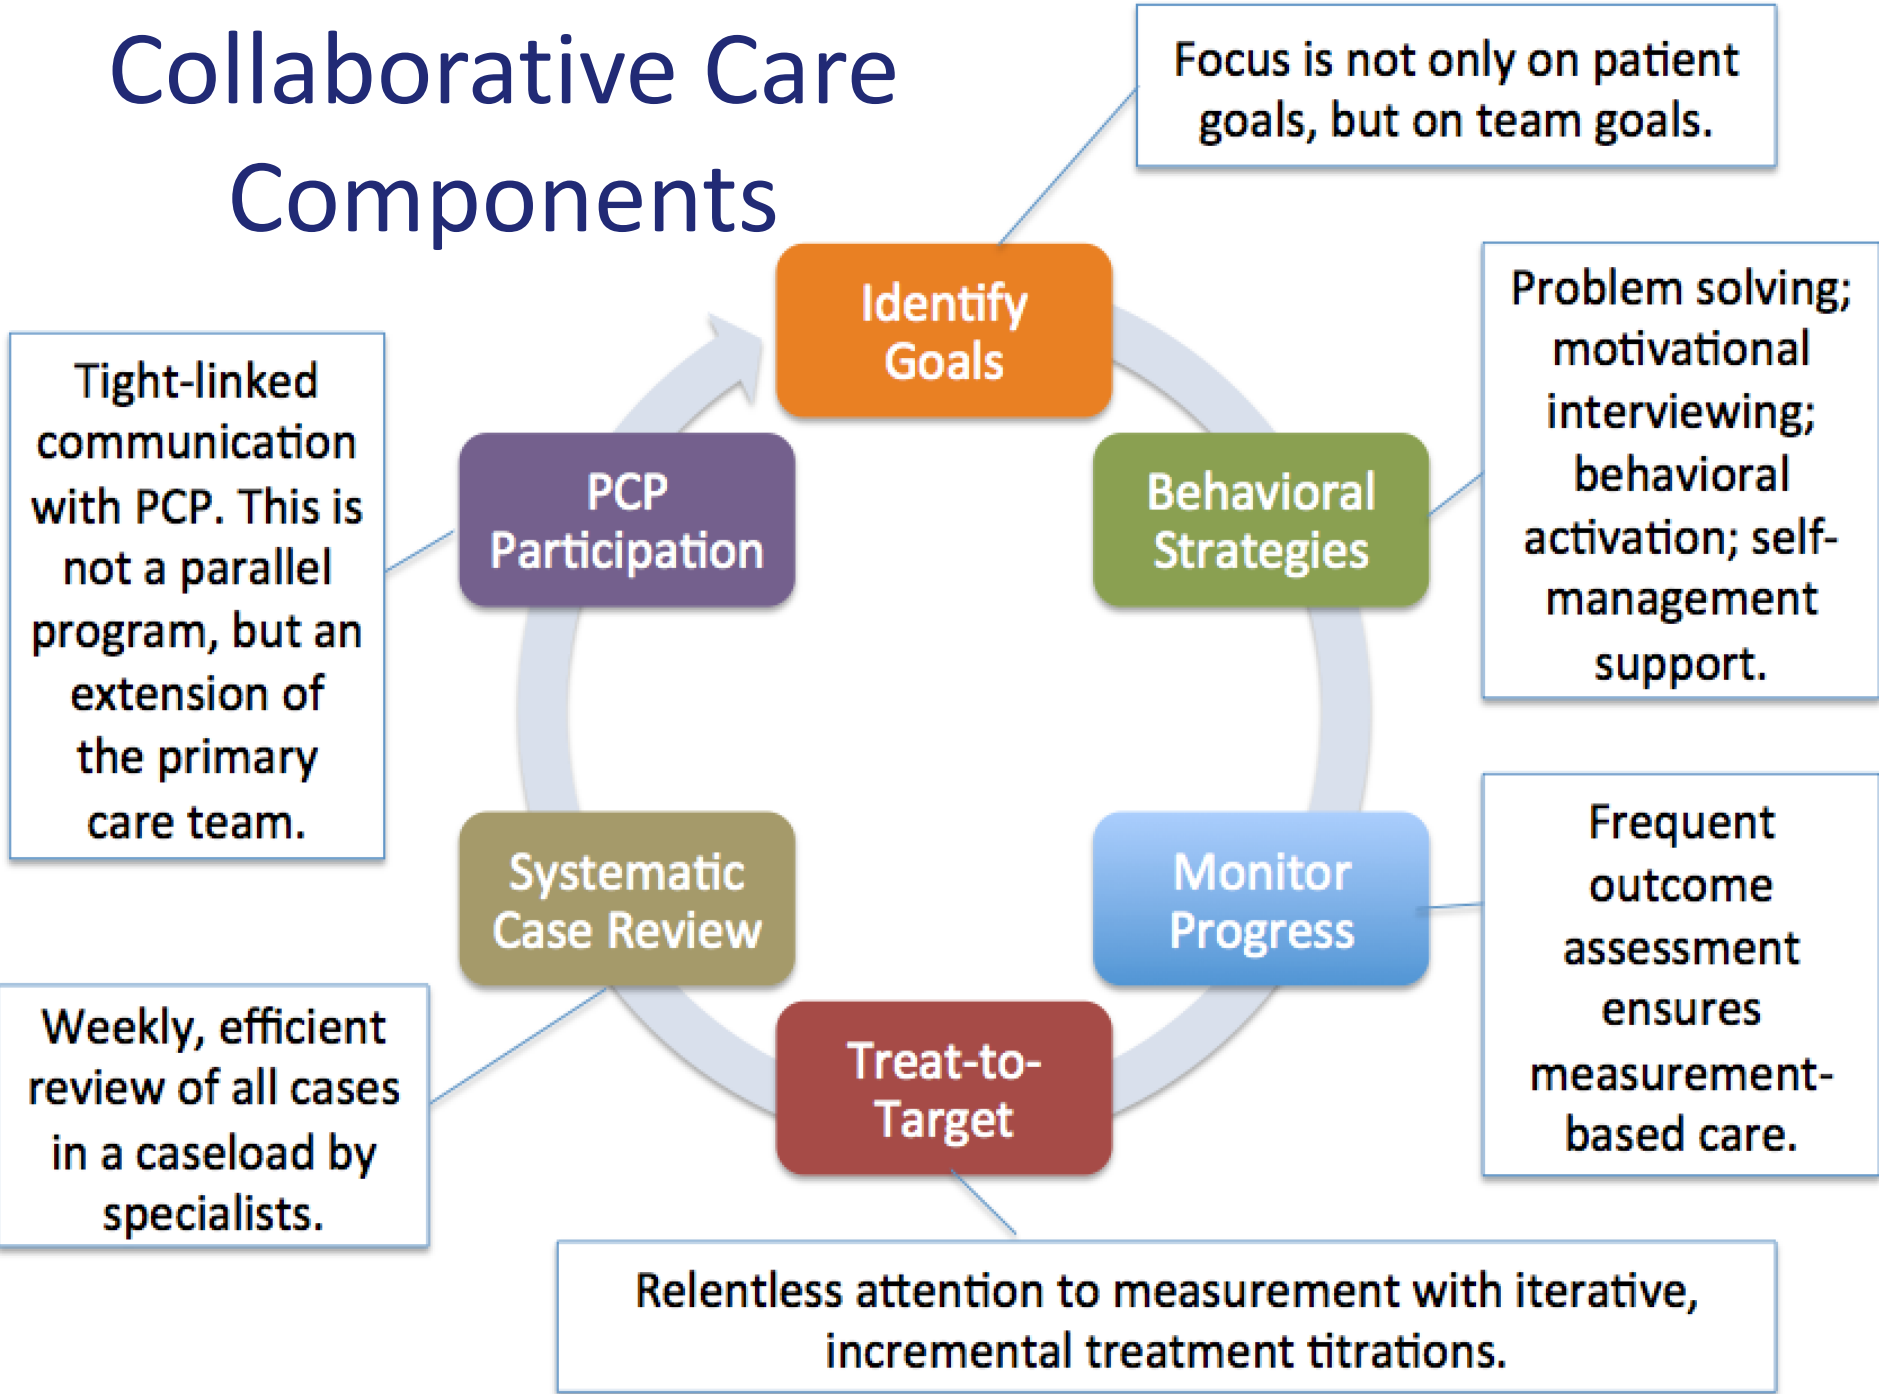 Collaborative Care
Components
Focus is not only on patient
goals, but on team goals.
Identify
Goals
Problem solving;
motivational
interviewing;
behavioral
activation; self-
management
support.
Behavioral
Strategies
Frequent
outcome
assessment
ensures
measurement-
based care.
Monitor
Progress
Treat-to-
Target
Relentless attention to measurement with iterative,
incremental treatment titrations.
Systematic
Case Review
Weekly, efficient
review of all cases
in a caseload by
specialists.
PCP
Participation
Tight-linked
communication
with PCP. This is
not a parallel
program, but an
extension of
the primary
care team.